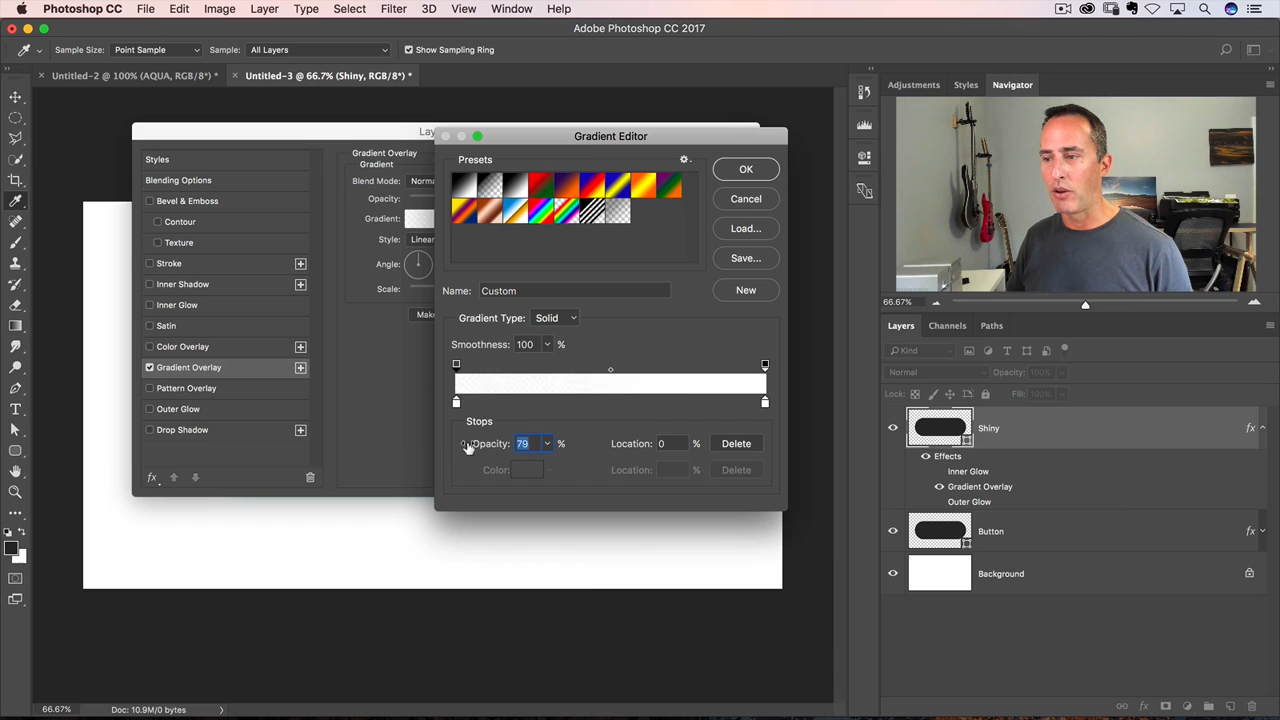 Photoshop CC File Edit Image Layer Type Select Filter 3D View Window Help
Adobe Photoshop CC 2017
Sample Size: Point Sample Sample: All Layers Show Sampling Ring
× Untitled-2 @ 100% (AQUA, RGB/8*) * × Untitled-3 @ 66.7% (Shiny, RGB/8*) *
Styles
Blending Options
Bevel & Emboss
Contour
Texture
Stroke
Inner Shadow
Inner Glow
Satin
Color Overlay
Gradient Overlay
Pattern Overlay
Outer Glow
Drop Shadow
fx
Gradient Overlay
Gradient
Blend Mode:
Opacity:
Gradient:
Style: Linear
Angle:
Scale:
Gradient Editor
Presets
OK
Cancel
Load...
Save...
Name: Custom
New
Gradient Type: Solid
Smoothness: 100 %
Stops
Opacity: 79 % Location: 0 % Delete
Color: Location: % Delete
Adjustments Styles Navigator
66.67%
Layers Channels Paths
Kind
Normal Opacity: 100%
Lock: Fill: 100%
Shiny fx
Effects
Inner Glow
Gradient Overlay
Outer Glow
Button fx
Background
fx
66.67% Doc: 10.9M/0 bytes